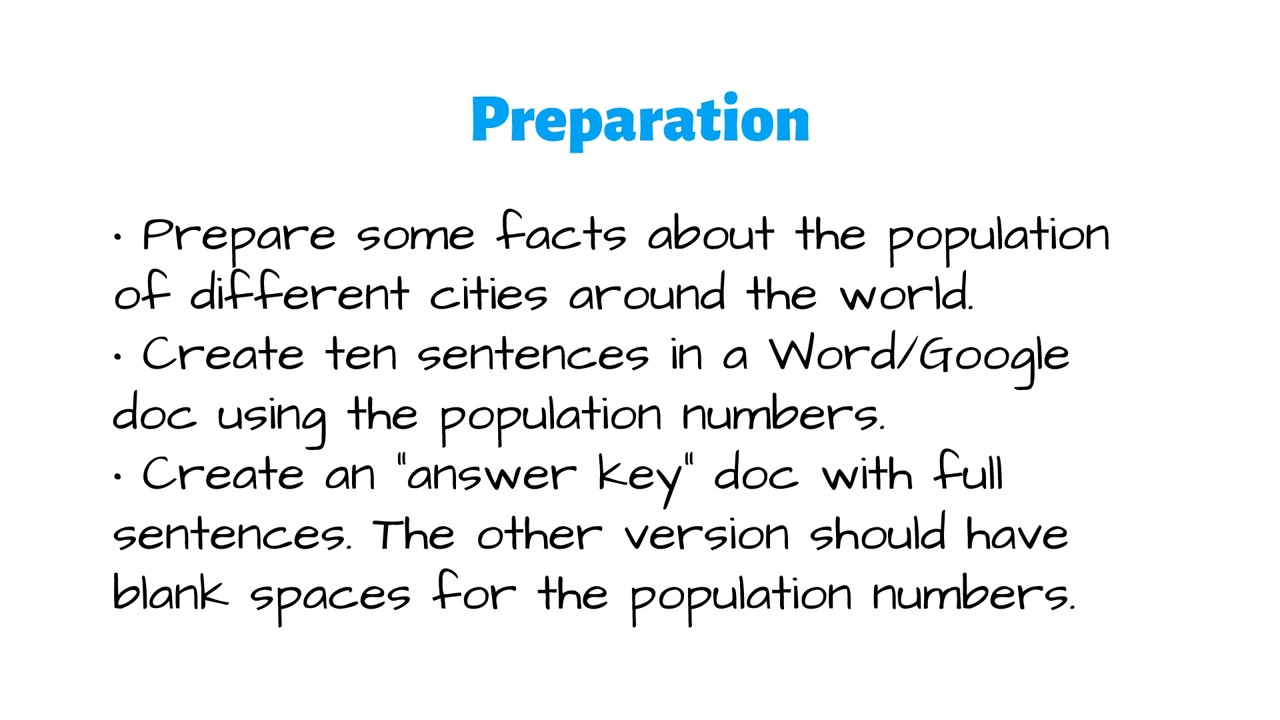 Preparation
• Prepare some facts about the population
of different cities around the world.
• Create ten sentences in a Word/Google
doc using the population numbers.
• Create an "answer key" doc with full
sentences. The other version should have
blank spaces for the population numbers.